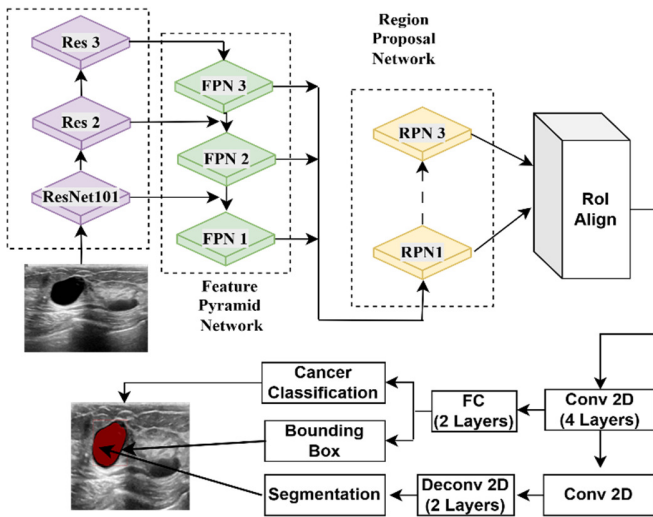 Res 3
Res 2
ResNet101
FPN 3
FPN 2
FPN 1
Feature
Pyramid
Network
Region
Proposal
Network
RPN 3
RPN1
RoI
Align
Cancer
Classification
Bounding
Box
Segmentation
FC
(2 Layers)
Conv 2D
(4 Layers)
Deconv 2D
(2 Layers)
Conv 2D